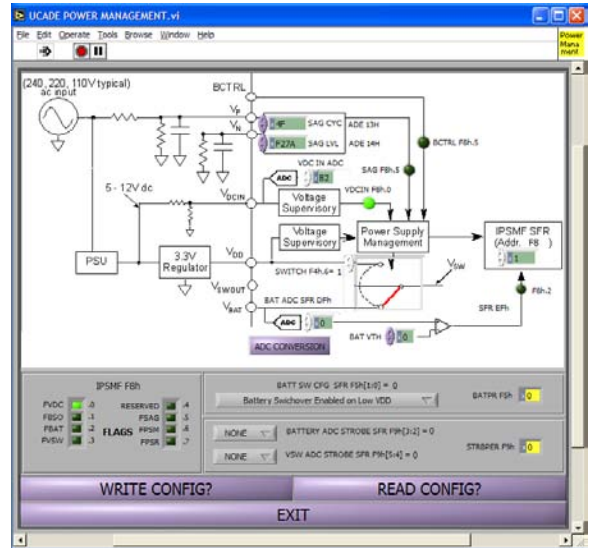 UCADE POWER MANAGEMENT.vi
File Edit Operate Tools Browse Window Help
Power
Mana
ment
(240, 220, 110V typical)
ac input
BCTRL
VP
VN
4F SAG CYC ADE 13H
F27A SAG LVL ADE 14H
BCTRL F8h.5
VDC IN ADC
ADC B2
SAG F8h.5
5 - 12V dc
VDCIN
Voltage
Supervisory
VDCIN F8h.0
Voltage
Supervisory
Power Supply
Management
IPSMF SFR
(Addr. F8 )
1
PSU
3.3V
Regulator
VDD
SWITCH F4h.6= 1
VSW
VSWOUT
F8h.2
VBAT
BAT ADC SFR DFh
SFR EFh
ADC 0
BAT VTH 0
ADC CONVERSION
IPSMF F8h
FVDC .0 RESERVED .4
FBSO .1 FSAG .5
FBAT .2 FLAGS FPSM .6
FVSW .3 FPSR .7
BATT SW CFG SFR F5h[1:0] = 0
Battery Swichover Enabled on Low VDD
BATPR F5h 0
NONE BATTERY ADC STROBE SFR F9h[3:2] = 0
NONE VSW ADC STROBE SFR F9h[5:4] = 0
STRBPER F9h 0
WRITE CONFIG? READ CONFIG?
EXIT